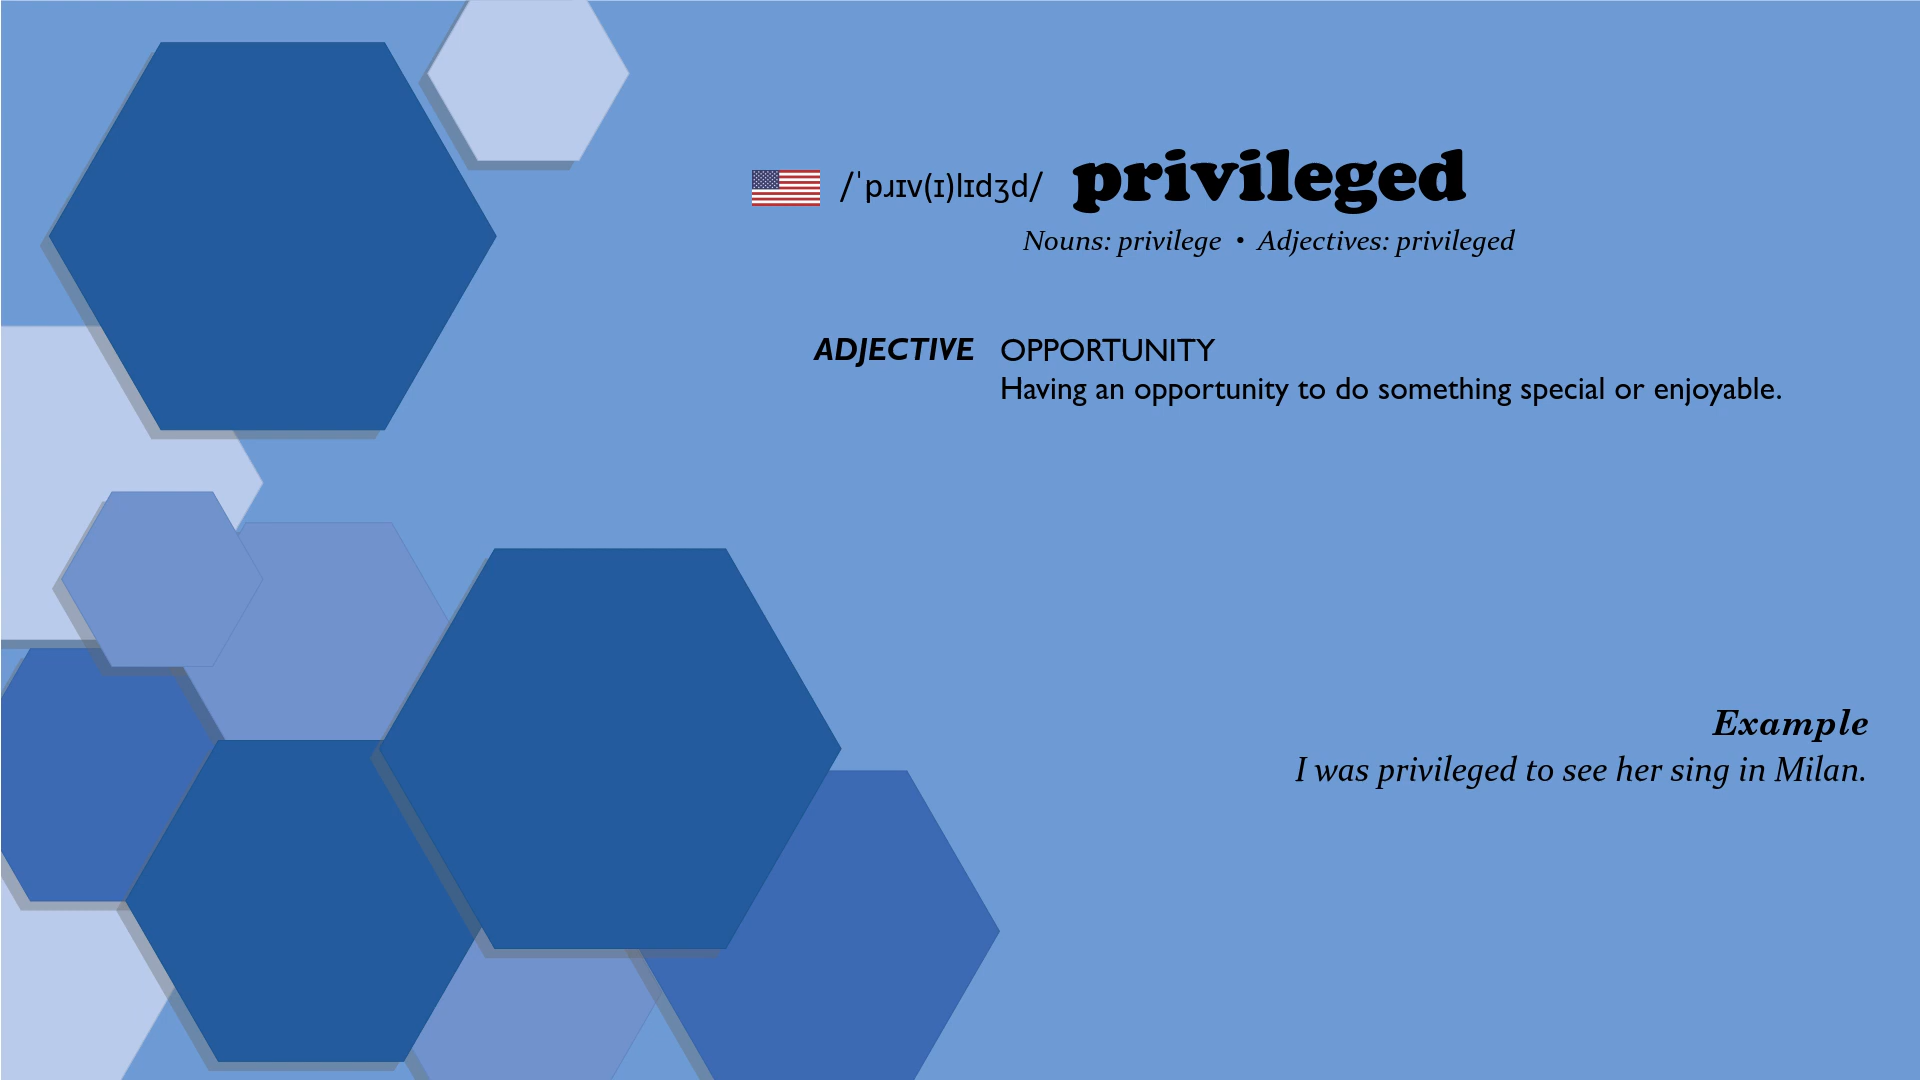 /ˈpɹɪv(ɪ)lɪdʒd/ privileged
Nouns: privilege • Adjectives: privileged
ADJECTIVE OPPORTUNITY
Having an opportunity to do something special or enjoyable.
Example
I was privileged to see her sing in Milan.